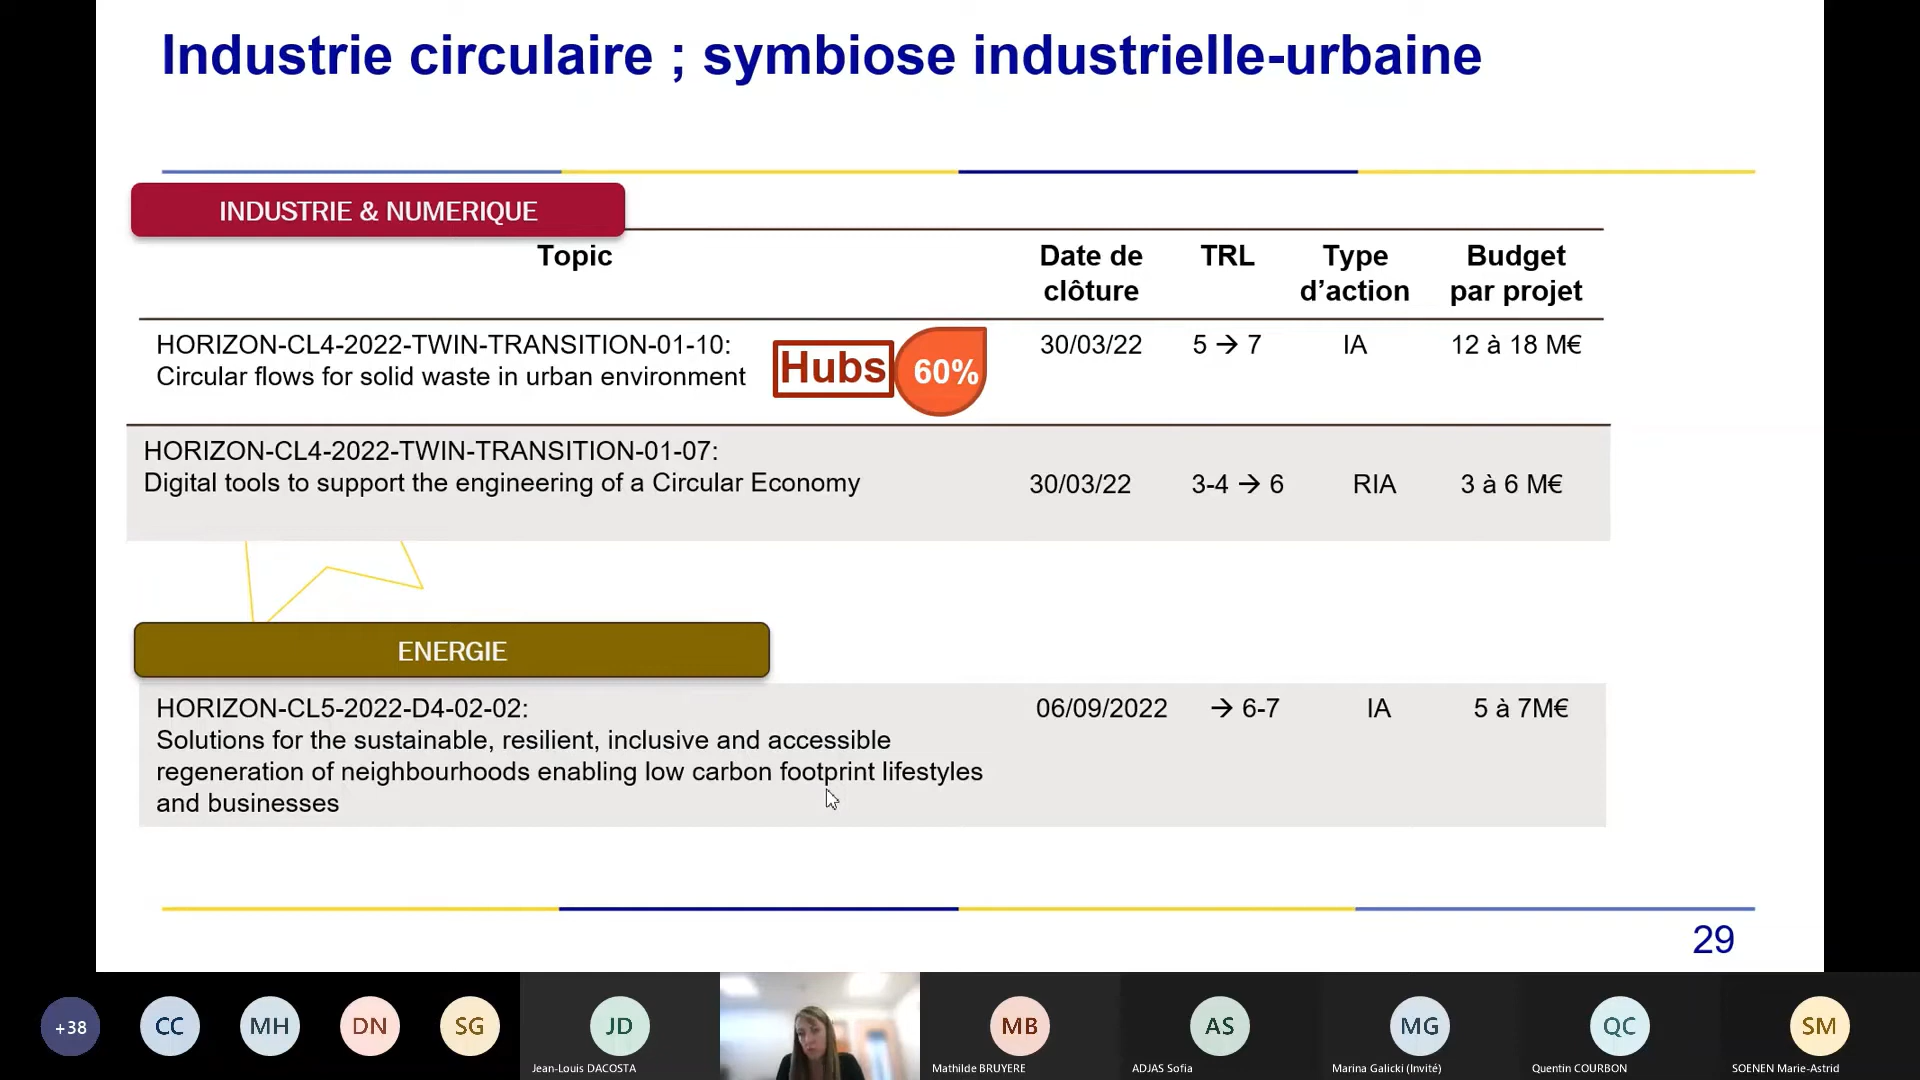 Industrie circulaire ; symbiose industrielle-urbaine
INDUSTRIE & NUMERIQUE
Topic
Date de clôture
TRL
Type d’action
Budget par projet
HORIZON-CL4-2022-TWIN-TRANSITION-01-10:
Circular flows for solid waste in urban environment
Hubs
60%
30/03/22
5 → 7
IA
12 à 18 M€
HORIZON-CL4-2022-TWIN-TRANSITION-01-07:
Digital tools to support the engineering of a Circular Economy
30/03/22
3-4 → 6
RIA
3 à 6 M€
ENERGIE
HORIZON-CL5-2022-D4-02-02:
Solutions for the sustainable, resilient, inclusive and accessible
regeneration of neighbourhoods enabling low carbon footprint lifestyles
and businesses
06/09/2022
→ 6-7
IA
5 à 7M€
29
+38
CC
MH
DN
SG
JD
Jean-Louis DACOSTA
MB
Mathilde BRUYERE
AS
ADJAS Sofia
MG
Marina Galicki (Invité)
QC
Quentin COURBON
SM
SOENEN Marie-Astrid